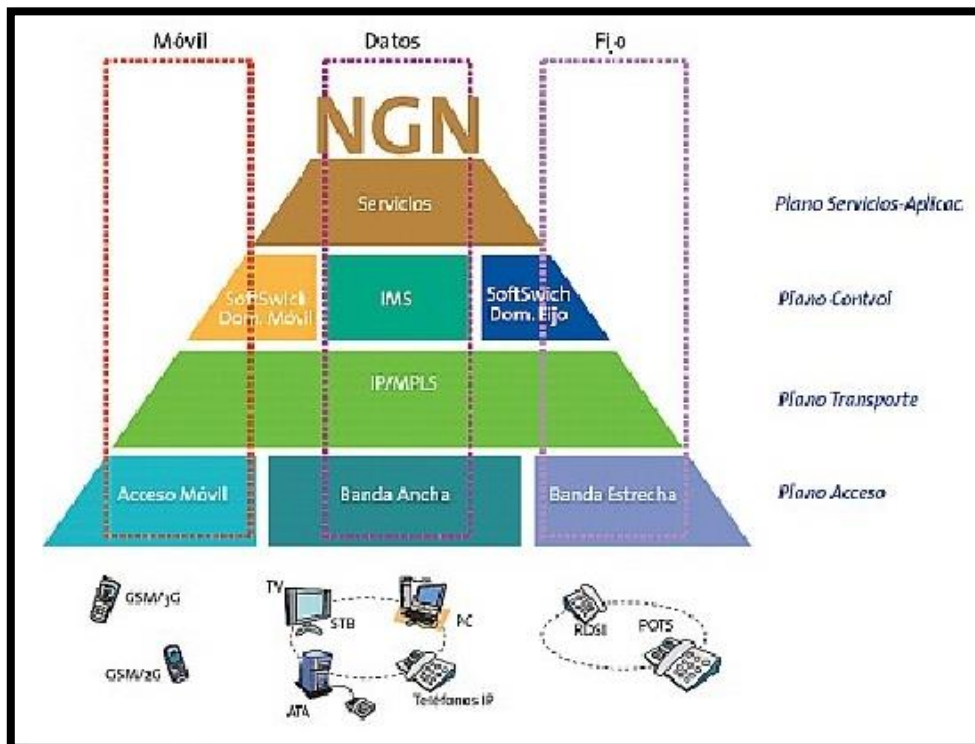 Móvil Datos Fijo
NGN
Servicios Plano Servicios-Aplicac.
SoftSwich Dom. Móvil IMS SoftSwich Dom. Fijo Plano Control
IP/MPLS Plano Transporte
Acceso Móvil Banda Ancha Banda Estrecha Plano Acceso
GSM/3G TV STB PC RDSI POTS
GSM/2G ATA Teléfonos IP